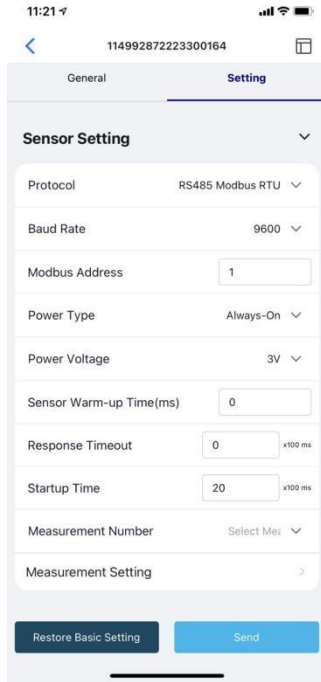 11:21
114992872223300164
General Setting
Sensor Setting
Protocol RS485 Modbus RTU
Baud Rate 9600
Modbus Address 1
Power Type Always-On
Power Voltage 3V
Sensor Warm-up Time(ms) 0
Response Timeout 0 x100 ms
Startup Time 20 x100 ms
Measurement Number Select Mea
Measurement Setting
Restore Basic Setting Send